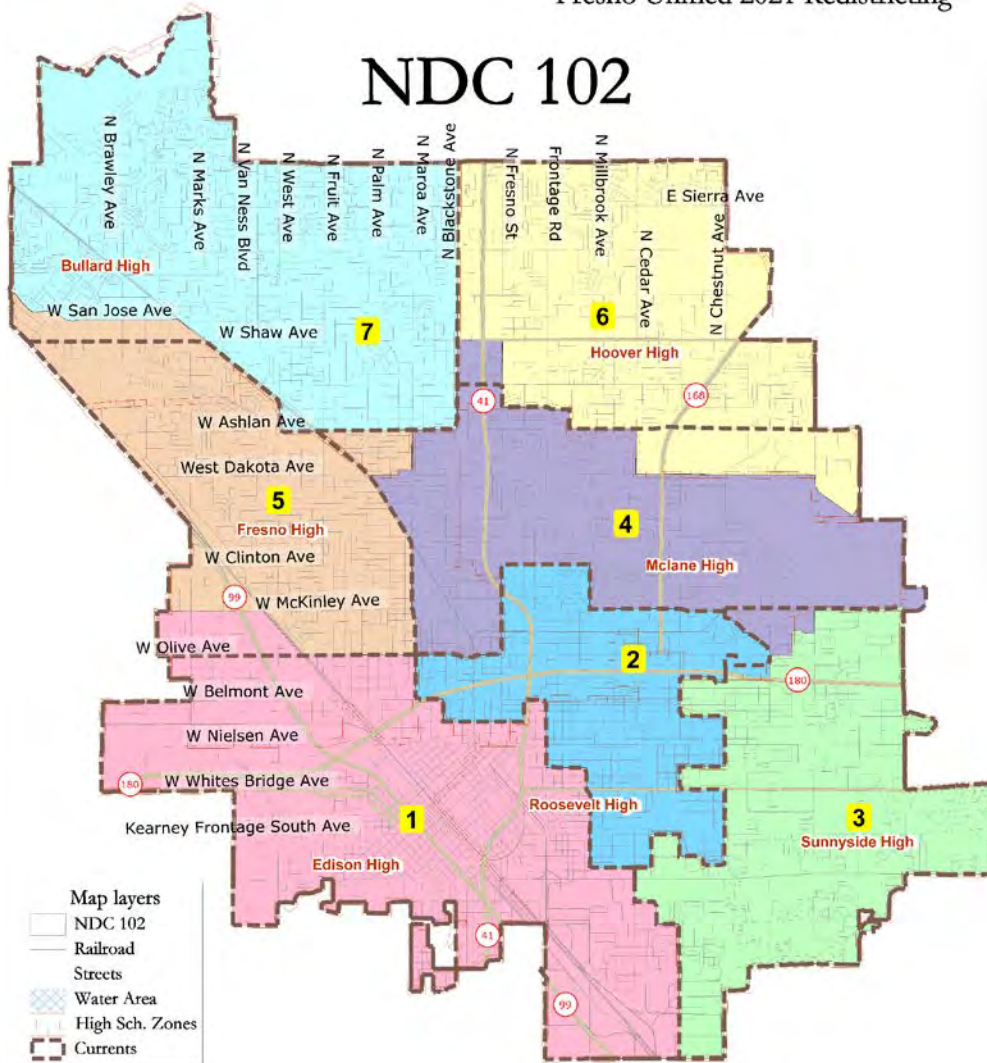 Fresno Unified 2021 Redistricting
NDC 102
N Brawley Ave
N Marks Ave
N Van Ness Blvd
N West Ave
N Fruit Ave
N Palm Ave
N Maroa Ave
N Blackstone Ave
N Fresno St
Frontage Rd
N Millbrook Ave
N Cedar Ave
N Chestnut Ave
E Sierra Ave
Bullard High
W San Jose Ave
W Shaw Ave
7
6
Hoover High
41
168
W Ashlan Ave
West Dakota Ave
5
Fresno High
4
Mclane High
W Clinton Ave
99
W McKinley Ave
W Olive Ave
2
180
W Belmont Ave
W Nielsen Ave
W Whites Bridge Ave
180
Roosevelt High
1
3
Kearney Frontage South Ave
Sunnyside High
Edison High
41
99
Map layers
NDC 102
Railroad
Streets
Water Area
High Sch. Zones
Currents